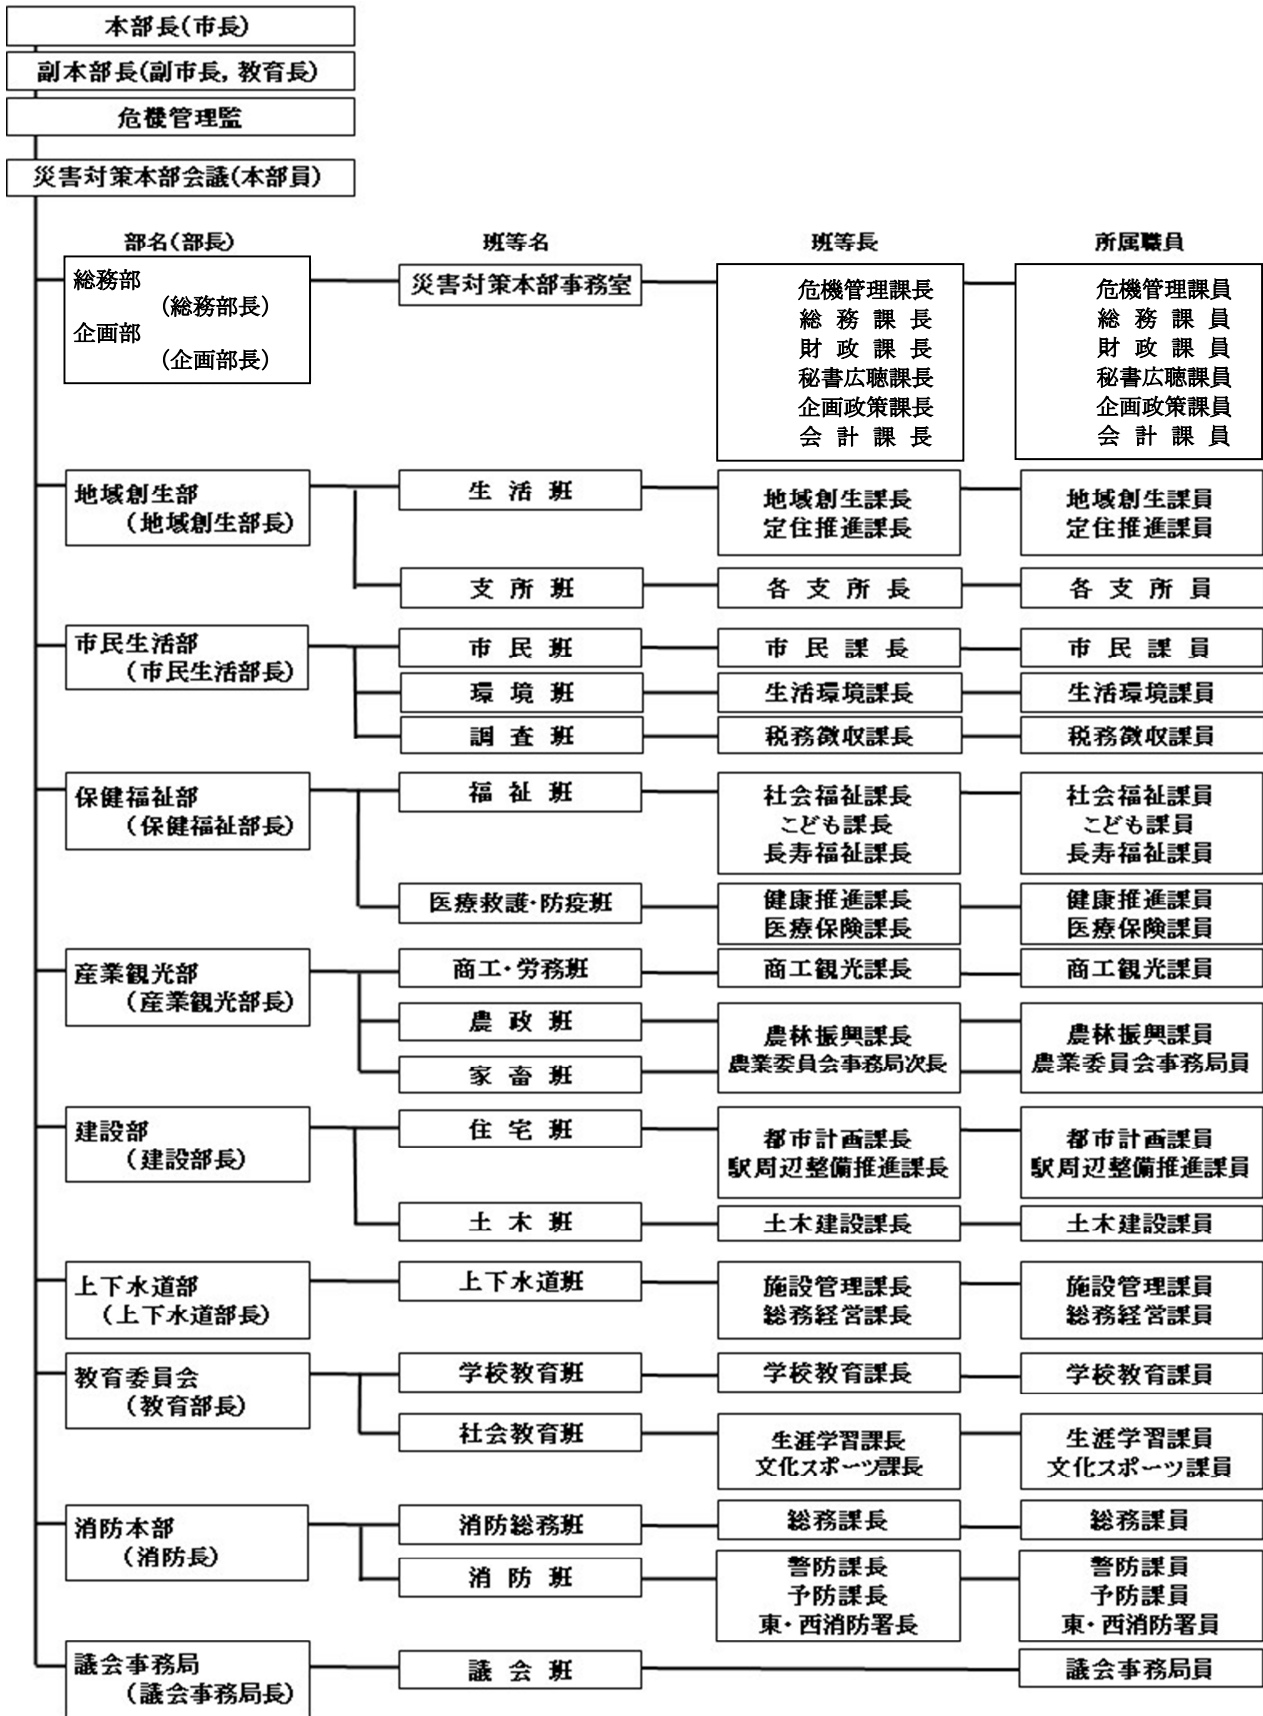 本部長(市長)
副本部長(副市長, 教育長)
危機管理監
災害対策本部会議(本部員)
部名(部長) 班等名 班等長 所属職員
総務部
(総務部長)
企画部
(企画部長)
災害対策本部事務室
危機管理課長
総務課長
財政課長
秘書広聴課長
企画政策課長
会計課長
危機管理課員
総務課員
財政課員
秘書広聴課員
企画政策課員
会計課員
地域創生部
(地域創生部長)
生活班
地域創生課長
定住推進課長
地域創生課員
定住推進課員
支所班
各支所長
各支所員
市民生活部
(市民生活部長)
市民班
市民課長
市民課員
環境班
生活環境課長
生活環境課員
調査班
税務徴収課長
税務徴収課員
保健福祉部
(保健福祉部長)
福祉班
社会福祉課長
こども課長
長寿福祉課長
社会福祉課員
こども課員
長寿福祉課員
医療救護・防疫班
健康推進課長
医療保険課長
健康推進課員
医療保険課員
産業観光部
(産業観光部長)
商工・労務班
商工観光課長
商工観光課員
農政班
家畜班
農林振興課長
農業委員会事務局次長
農林振興課員
農業委員会事務局員
建設部
(建設部長)
住宅班
都市計画課長
駅周辺整備推進課長
都市計画課員
駅周辺整備推進課員
土木班
土木建設課長
土木建設課員
上下水道部
(上下水道部長)
上下水道班
施設管理課長
総務経営課長
施設管理課員
総務経営課員
教育委員会
(教育部長)
学校教育班
学校教育課長
学校教育課員
社会教育班
生涯学習課長
文化スポーツ課長
生涯学習課員
文化スポーツ課員
消防本部
(消防長)
消防総務班
総務課長
総務課員
消防班
警防課長
予防課長
東・西消防署長
警防課員
予防課員
東・西消防署員
議会事務局
(議会事務局長)
議会班
議会事務局員